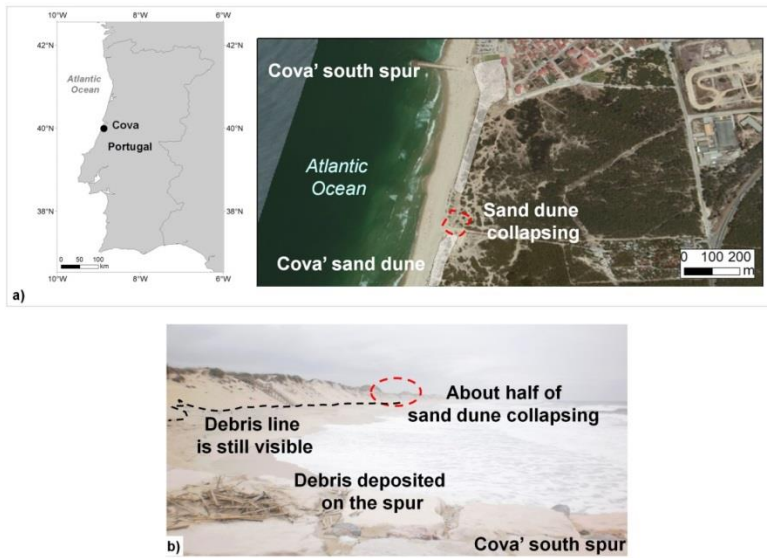 10°W
8°W
6°W
42°N
42°N
Atlantic
Ocean
Cova
40°N
40°N
Portugal
38°N
38°N
0 50 100
km
10°W
8°W
6°W
a)
Cova' south spur
Atlantic
Ocean
Sand dune
collapsing
Cova' sand dune
0 100 200
m
About half of
sand dune collapsing
Debris line
is still visible
Debris deposited
on the spur
b)
Cova' south spur